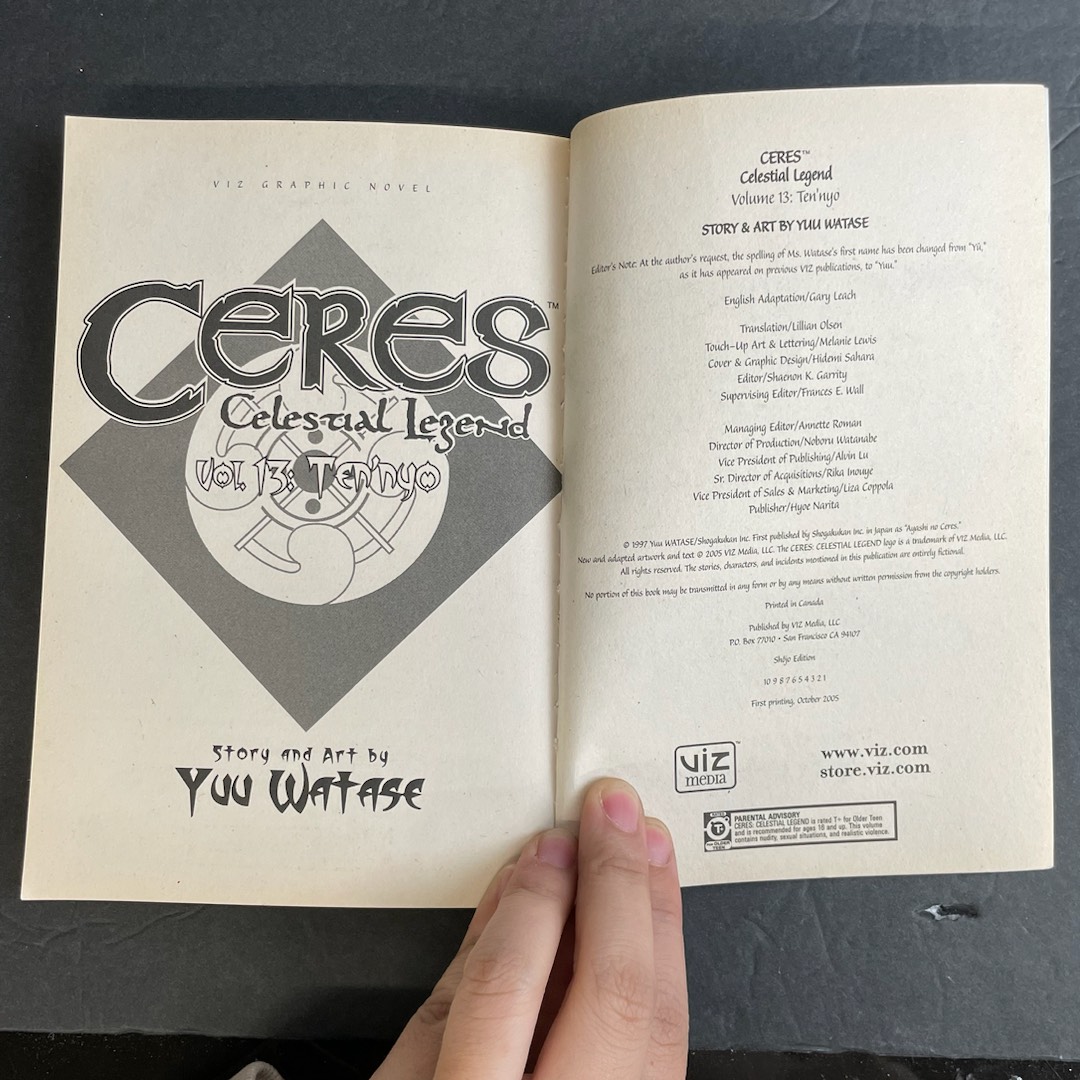 VIZ GRAPHIC NOVEL
CERES™
Celestial Legend
Vol. 13: Ten'nyo
Story and Art by
Yuu Watase
CERES™
Celestial Legend
Volume 13: Ten'nyo
STORY & ART BY YUU WATASE
Editor's Note: At the author's request, the spelling of Ms. Watase's first name has been changed from "Yû,"
as it has appeared on previous VIZ publications, to "Yuu."
English Adaptation/Gary Leach
Translation/Lillian Olsen
Touch-Up Art & Lettering/Melanie Lewis
Cover & Graphic Design/Hidemi Sahara
Editor/Shaenon K. Garrity
Supervising Editor/Frances E. Wall
Managing Editor/Annette Roman
Director of Production/Noboru Watanabe
Vice President of Publishing/Alvin Lu
Sr. Director of Acquisitions/Rika Inouye
Vice President of Sales & Marketing/Liza Coppola
Publisher/Hyoe Narita
© 1997 Yuu WATASE/Shogakukan Inc. First published by Shogakukan Inc. in Japan as "Ayashi no Ceres."
New and adapted artwork and text © 2005 VIZ Media, LLC. The CERES: CELESTIAL LEGEND logo is a trademark of VIZ Media, LLC.
All rights reserved. The stories, characters, and incidents mentioned in this publication are entirely fictional.
No portion of this book may be transmitted in any form or by any means without written permission from the copyright holders.
Printed in Canada
Published by VIZ Media, LLC
P.O. Box 77010 • San Francisco CA 94107
Shôjo Edition
10 9 8 7 6 5 4 3 2 1
First printing, October 2005
VIZ
MEDIA
www.viz.com
store.viz.com
T+
FOR OLDER
TEEN
PARENTAL ADVISORY
CERES: CELESTIAL LEGEND is rated T+ for Older Teen
and is recommended for ages 16 and up. This volume
contains nudity, sexual situations, and realistic violence.